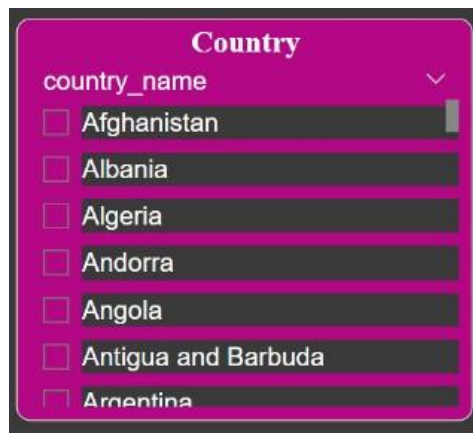 Country
country_name
Afghanistan
Albania
Algeria
Andorra
Angola
Antigua and Barbuda
Argentina